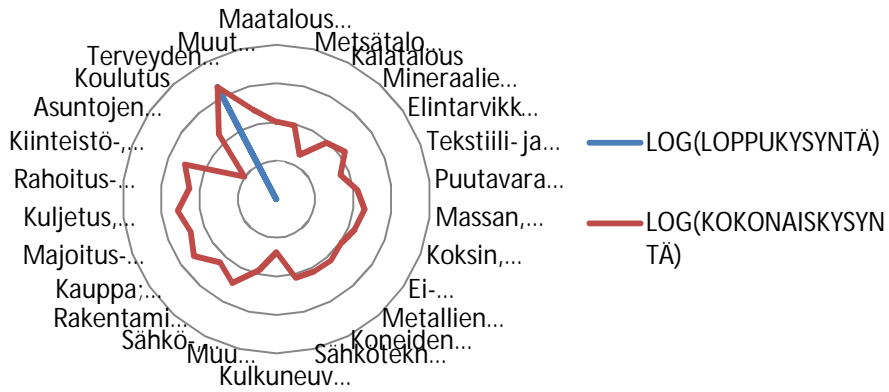 Maatalous...
Metsätalo...
Kalatalous
Mineraalie...
Elintarvikk...
Tekstiili- ja...
Puutavara...
Massan,...
Koksin,...
Ei-...
Metallien...
Koneiden...
Sähkötekn...
Kulkuneuv...
Muu...
Sähkö-,...
Rakentami...
Kauppa;...
Majoitus-...
Kuljetus,...
Rahoitus-...
Kiinteistö-,...
Asuntojen...
Koulutus
Terveyden...
Muut...
LOG(LOPPUKYSYNTÄ)
LOG(KOKONAISKYSYN
TÄ)